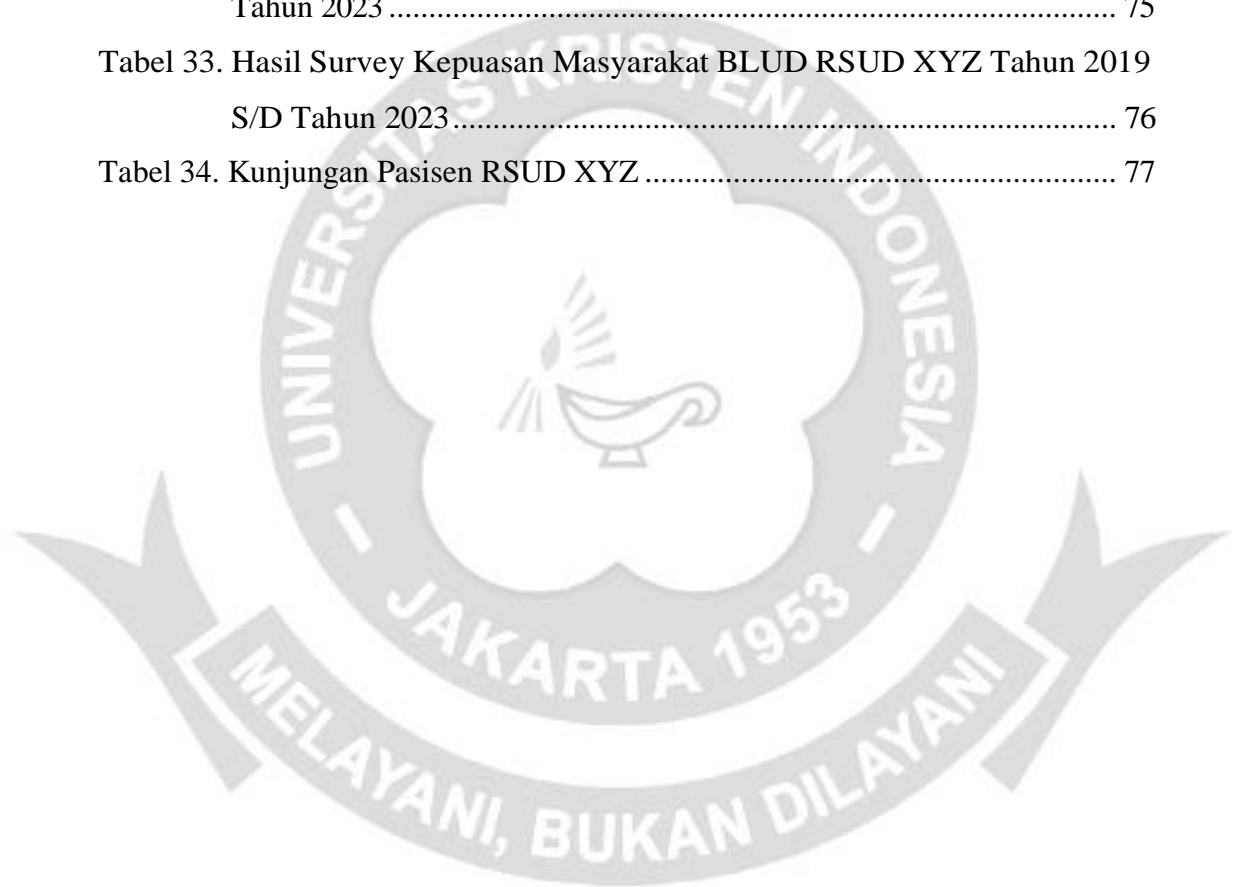 Tahun 2023 ........................................................................................... 75
Tabel 33. Hasil Survey Kepuasan Masyarakat BLUD RSUD XYZ Tahun 2019
S/D Tahun 2023 ................................................................................... 76
Tabel 34. Kunjungan Pasisen RSUD XYZ ........................................................... 77
UNIVERSITAS KRISTEN INDONESIA
- JAKARTA 1953 -
MELAYANI, BUKAN DILAYANI